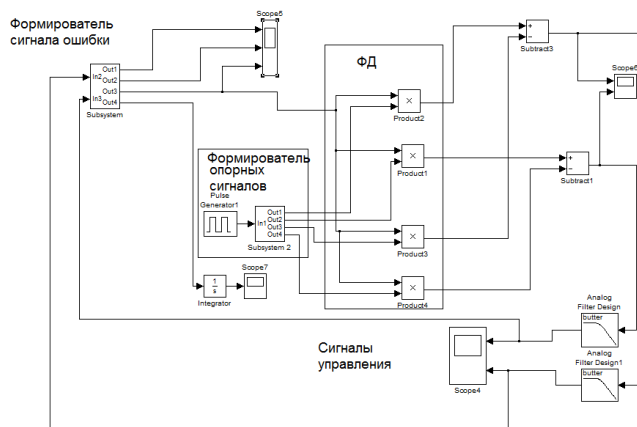 Формирователь
сигнала ошибки
Scope5
ФД
In2
In3
Out1
Out2
Out3
Out4
Subsystem
×
Product2
+
−
Subtract3
Scope6
×
Product1
+
−
Subtract1
Формирователь
опорных
сигналов
Pulse
Generator1
In1
Out1
Out2
Out3
Out4
Subsystem 2
×
Product3
1
s
Integrator
Scope7
×
Product4
Сигналы
управления
Scope4
Analog
Filter Design
butter
Analog
Filter Design1
butter